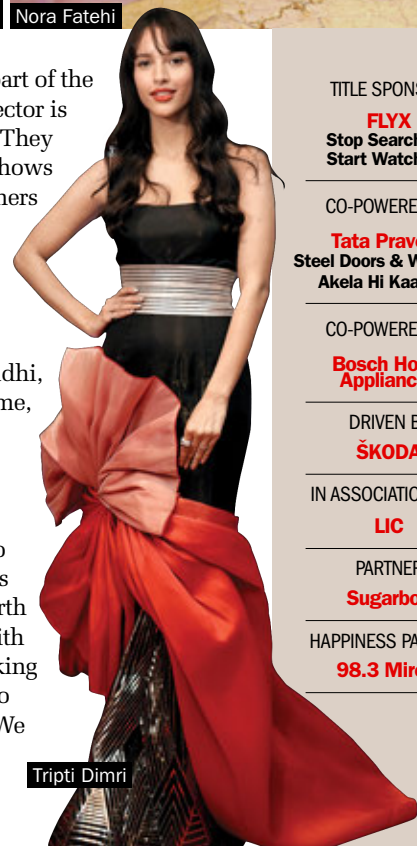 Nora Fatehi
art of the
ector is
They
hows
ners
dhi,
me,
o
s
rth
ith
king
o
We
Tripti Dimri
TITLE SPONS
FLYX
Stop Search
Start Watch
CO-POWERE
Tata Prav
Steel Doors & W
Akela Hi Kaa
CO-POWERE
Bosch Ho
Applianc
DRIVEN B
ŠKODA
IN ASSOCIATIO
LIC
PARTNER
Sugarbo
HAPPINESS PA
98.3 Mir